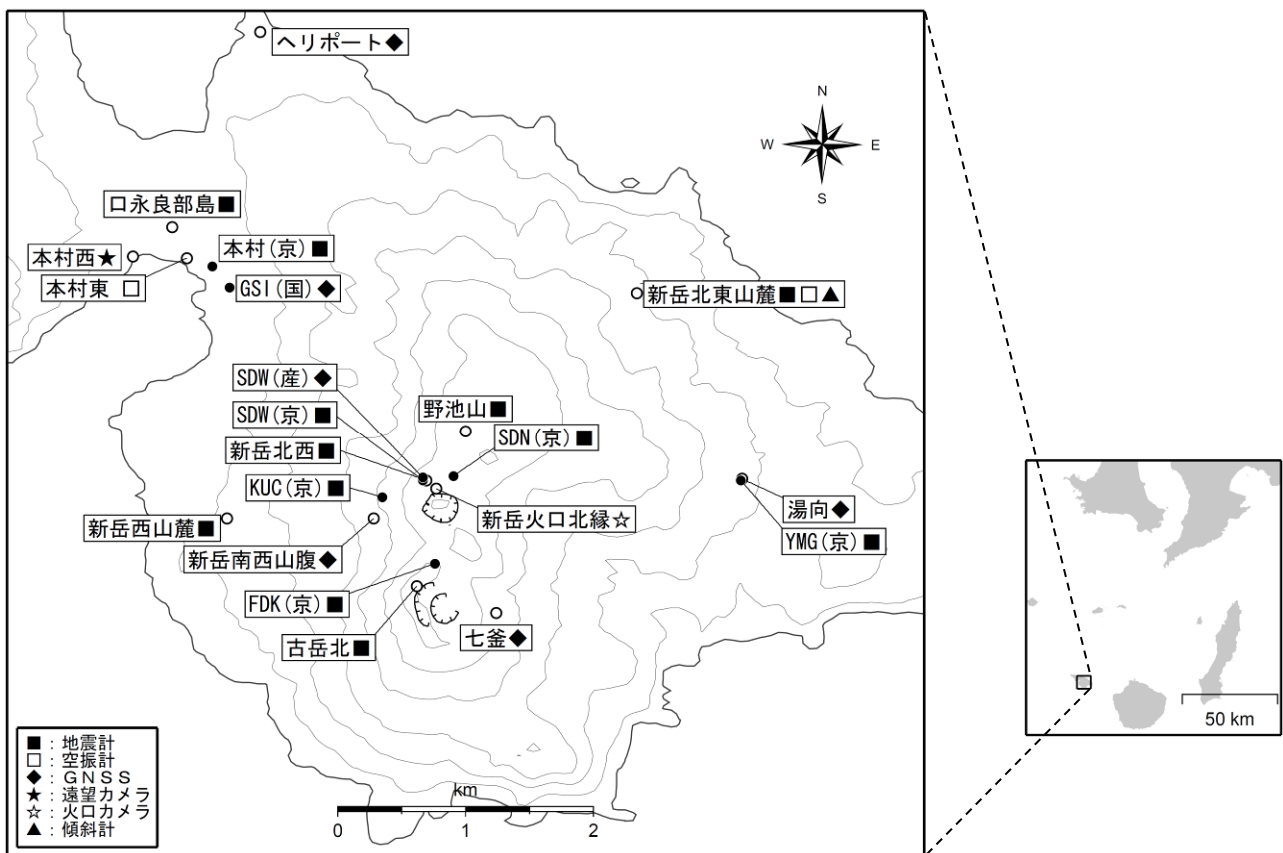 ヘリポート◆
N
W E
S
口永良部島■
本村(京)■
本村西★
本村東 □
GSI(国)◆
新岳北東山麓■□▲
SDW(産)◆
野池山■
SDW(京)■
SDN(京)■
新岳北西■
KUC(京)■
新岳火口北縁☆
湯向◆
新岳西山麓■
YMG(京)■
新岳南西山腹◆
FDK(京)■
七釜◆
古岳北■
50 km
■：地震計
□：空振計
◆：ＧＮＳＳ
★：遠望カメラ
☆：火口カメラ
▲：傾斜計
km
0 1 2